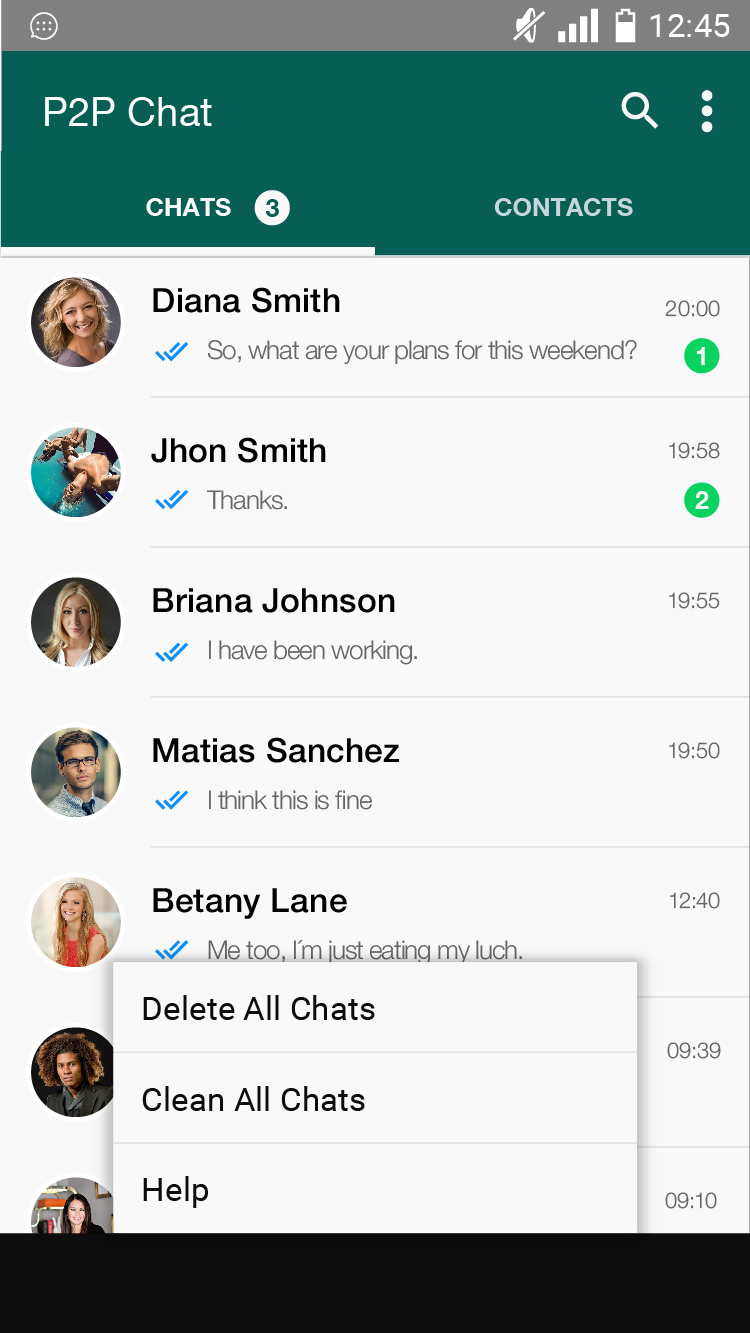 12:45
P2P Chat
CHATS 3
CONTACTS
Diana Smith
20:00
So, what are your plans for this weekend?
1
Jhon Smith
19:58
Thanks.
2
Briana Johnson
19:55
I have been working.
Matias Sanchez
19:50
I think this is fine
Betany Lane
12:40
Me too, I´m just eating my luch.
Delete All Chats
09:39
Clean All Chats
Help
09:10